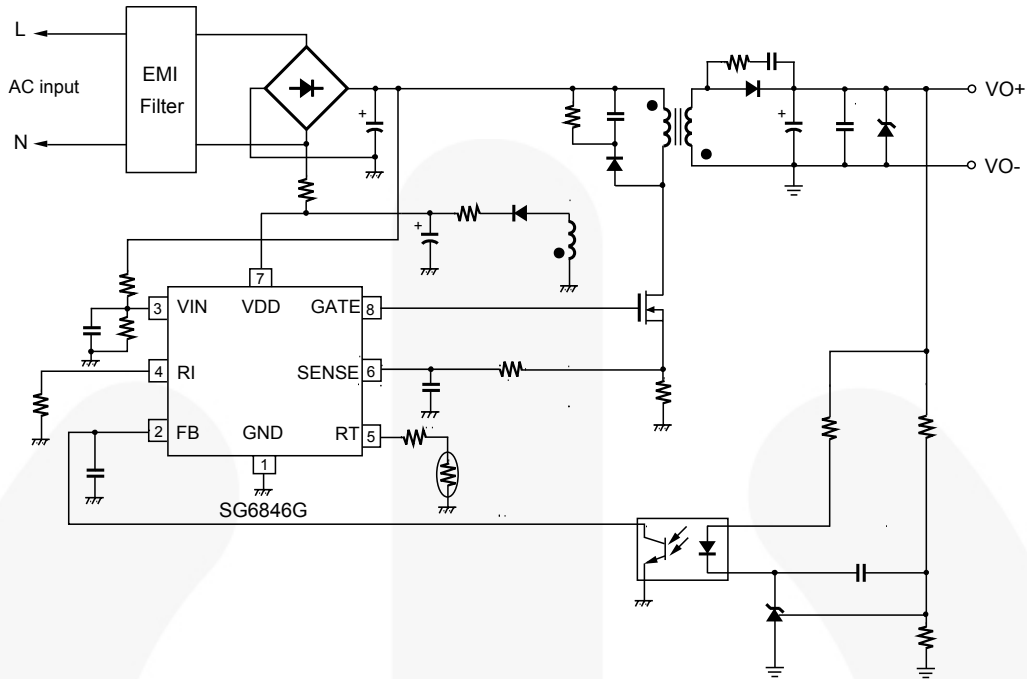 L
AC input
N
EMI
Filter
+
VO+
+
VO-
+
7
3 VIN VDD GATE 8
4 RI SENSE 6
2 FB GND RT 5
1
SG6846G